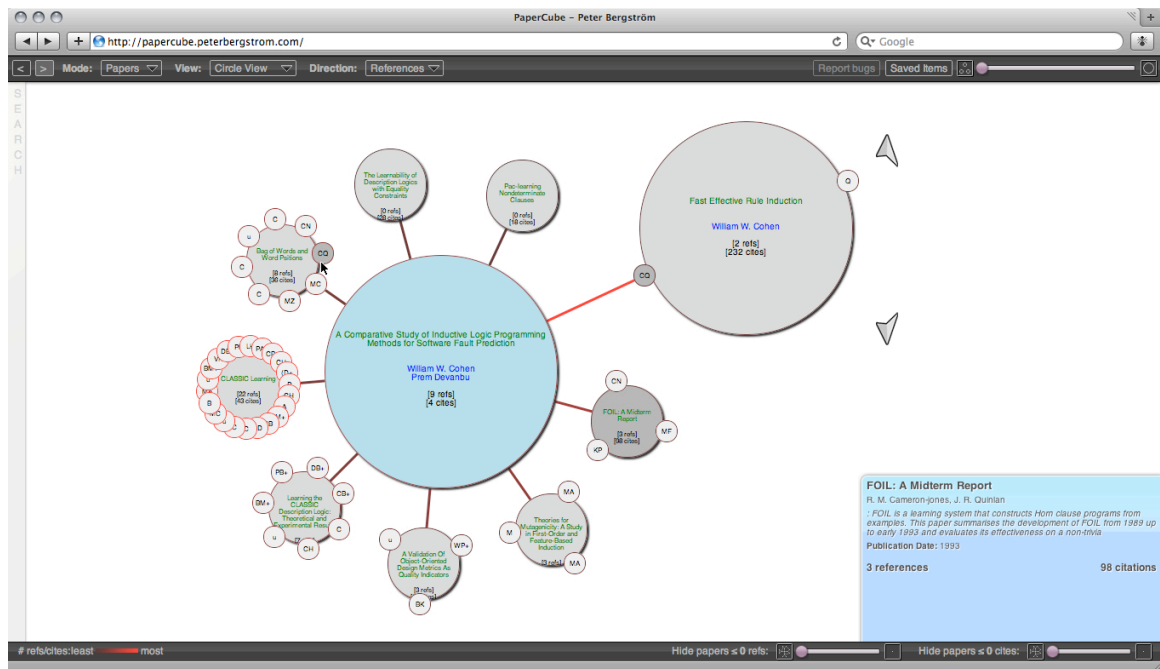 PaperCube – Peter Bergström
http://papercube.peterbergstrom.com/
Google
< > Mode: Papers View: Circle View Direction: References Report bugs Saved Items
SEARCH
The Learnability of
Description Logics
with Equality
Constraints
[0 refs]
Pac-learning
Nondeterminate
Clauses
[0 refs]
[18 cites]
Fast Effective Rule Induction
William W. Cohen
[2 refs]
[232 cites]
Q
CQ
C
CN
u
CQ
C
MC
C
MZ
Bag of Words and
[8 refs]
A Comparative Study of Inductive Logic Programming
Methods for Software Fault Prediction
William W. Cohen
Prem Devanbu
[9 refs]
[4 cites]
CLASSIC Learning
[22 refs]
[43 cites]
CN
FOIL: A Midterm
Report
[3 refs]
[98 cites]
MF
KP
PB+
DB+
BM+
CB+
u
C
CH
Learning the
CLASSIC
Description Logic:
Theoretical and
u
WP+
A Validation Of
Object-Oriented
Design Metrics As
Quality Indicators
[3 refs]
BK
MA
M
Theories for
Mutagenicity: A Study
in First-Order and
Feature-Based
Induction
[3 refs]
MA
FOIL: A Midterm Report
R. M. Cameron-jones, J. R. Quinlan
: FOIL is a learning system that constructs Horn clause programs from
examples. This paper summarises the development of FOIL from 1989 up
to early 1993 and evaluates its effectiveness on a non-trivia
Publication Date: 1993
3 references 98 citations
# refs/cites:least most Hide papers ≤ 0 refs: Hide papers ≤ 0 cites: